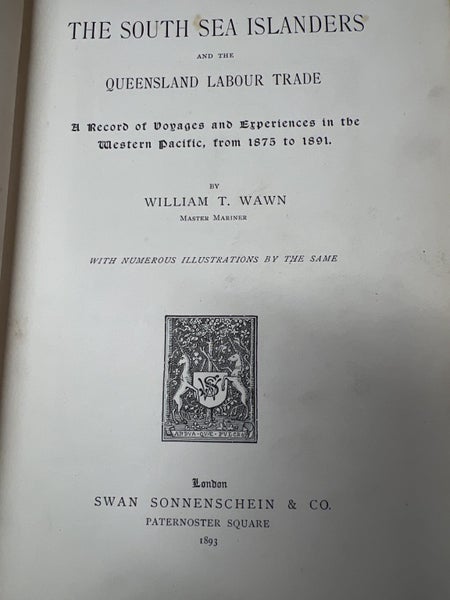 THE SOUTH SEA ISLANDERS
AND THE
QUEENSLAND LABOUR TRADE
A Record of Voyages and Experiences in the
Western Pacific, from 1875 to 1891.
BY
WILLIAM T. WAWN
MASTER MARINER
WITH NUMEROUS ILLUSTRATIONS BY THE SAME
London
SWAN SONNENSCHEIN & CO.
PATERNOSTER SQUARE
1893